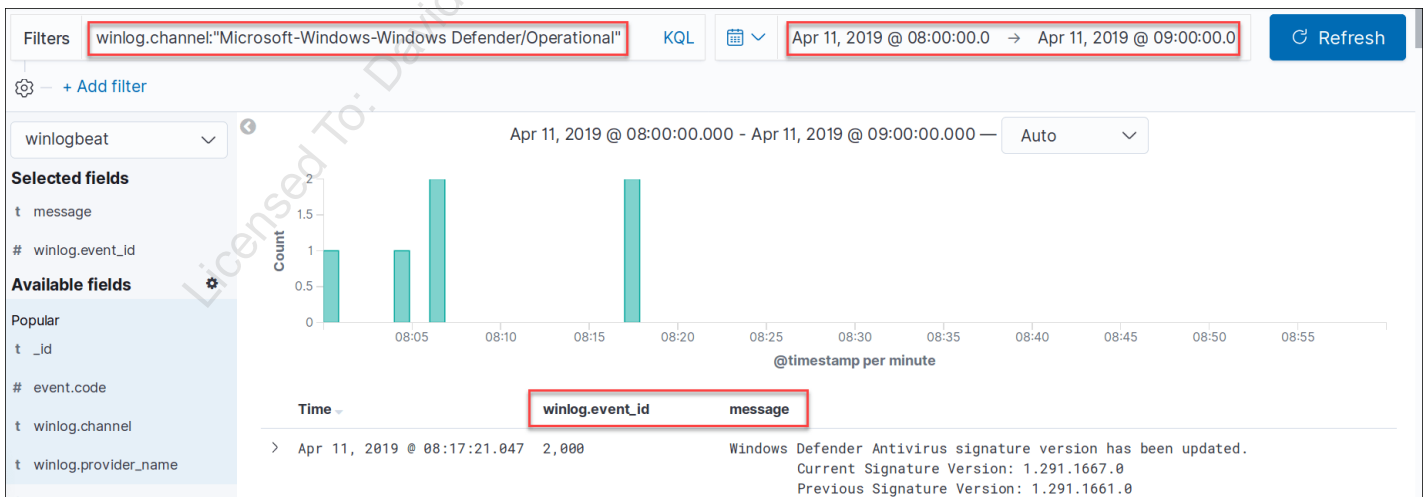 Filters winlog.channel:"Microsoft-Windows-Windows Defender/Operational" KQL Apr 11, 2019 @ 08:00:00.0 → Apr 11, 2019 @ 09:00:00.0 Refresh
+ Add filter
winlogbeat
Apr 11, 2019 @ 08:00:00.000 - Apr 11, 2019 @ 09:00:00.000 — Auto
Selected fields
t message
# winlog.event_id
Available fields
Popular
t _id
# event.code
t winlog.channel
t winlog.provider_name
Count
2
1.5
1
0.5
0
08:05 08:10 08:15 08:20 08:25 08:30 08:35 08:40 08:45 08:50 08:55
@timestamp per minute
Time winlog.event_id message
Apr 11, 2019 @ 08:17:21.047 2,000 Windows Defender Antivirus signature version has been updated.
Current Signature Version: 1.291.1667.0
Previous Signature Version: 1.291.1661.0
Licensed To: